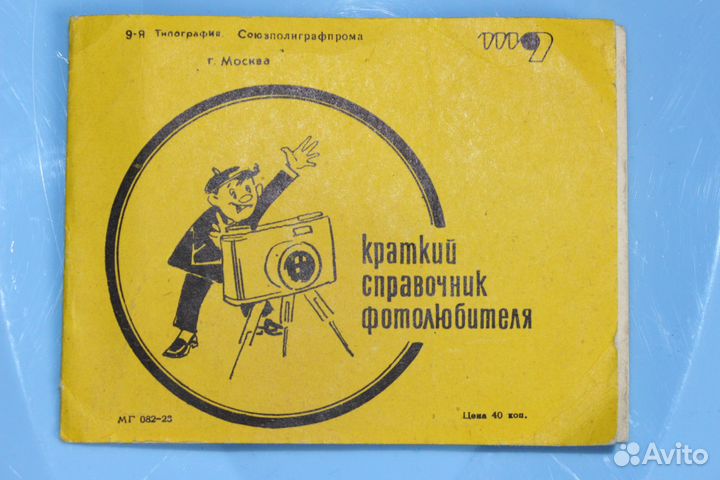 9-я Типография Союзполиграфпрома
г. Москва
краткий
справочник
фотолюбителя
МГ 082-23
Цена 40 коп.
Avito